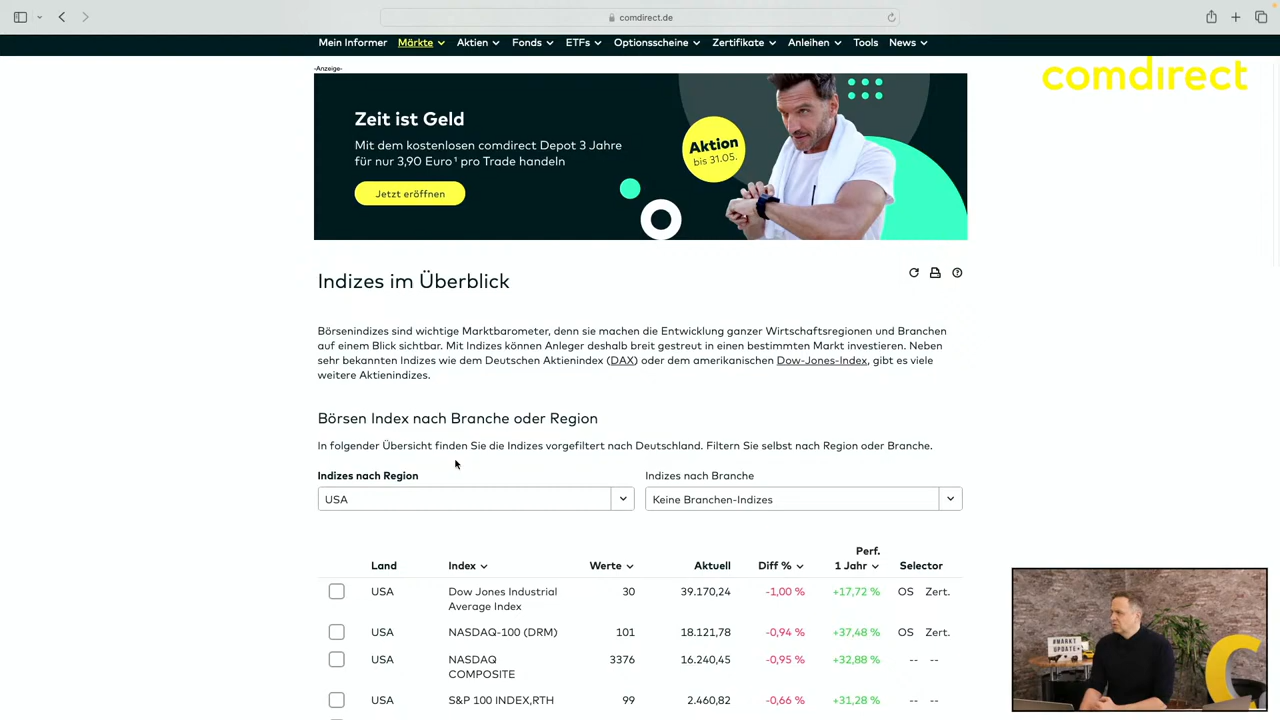 comdirect.de
Mein Informer Märkte Aktien Fonds ETFs Optionsscheine Zertifikate Anleihen Tools News
-Anzeige-
comdirect
Zeit ist Geld
Mit dem kostenlosen comdirect Depot 3 Jahre
für nur 3,90 Euro¹ pro Trade handeln
Jetzt eröffnen
Aktion
bis 31.05.
Indizes im Überblick
Börsenindizes sind wichtige Marktbarometer, denn sie machen die Entwicklung ganzer Wirtschaftsregionen und Branchen
auf einem Blick sichtbar. Mit Indizes können Anleger deshalb breit gestreut in einen bestimmten Markt investieren. Neben
sehr bekannten Indizes wie dem Deutschen Aktienindex (DAX) oder dem amerikanischen Dow-Jones-Index, gibt es viele
weitere Aktienindizes.
Börsen Index nach Branche oder Region
In folgender Übersicht finden Sie die Indizes vorgefiltert nach Deutschland. Filtern Sie selbst nach Region oder Branche.
Indizes nach Region Indizes nach Branche
USA Keine Branchen-Indizes
Land Index Werte Aktuell Diff % Perf. 1 Jahr Selector
USA Dow Jones Industrial 30 39.170,24 -1,00 % +17,72 % OS Zert.
Average Index
USA NASDAQ-100 (DRM) 101 18.121,78 -0,94 % +37,48 % OS Zert.
USA NASDAQ 3376 16.240,45 -0,95 % +32,88 % -- --
COMPOSITE
USA S&P 100 INDEX,RTH 99 2.460,82 -0,66 % +31,28 % -- --
#MARKT
UPDATE